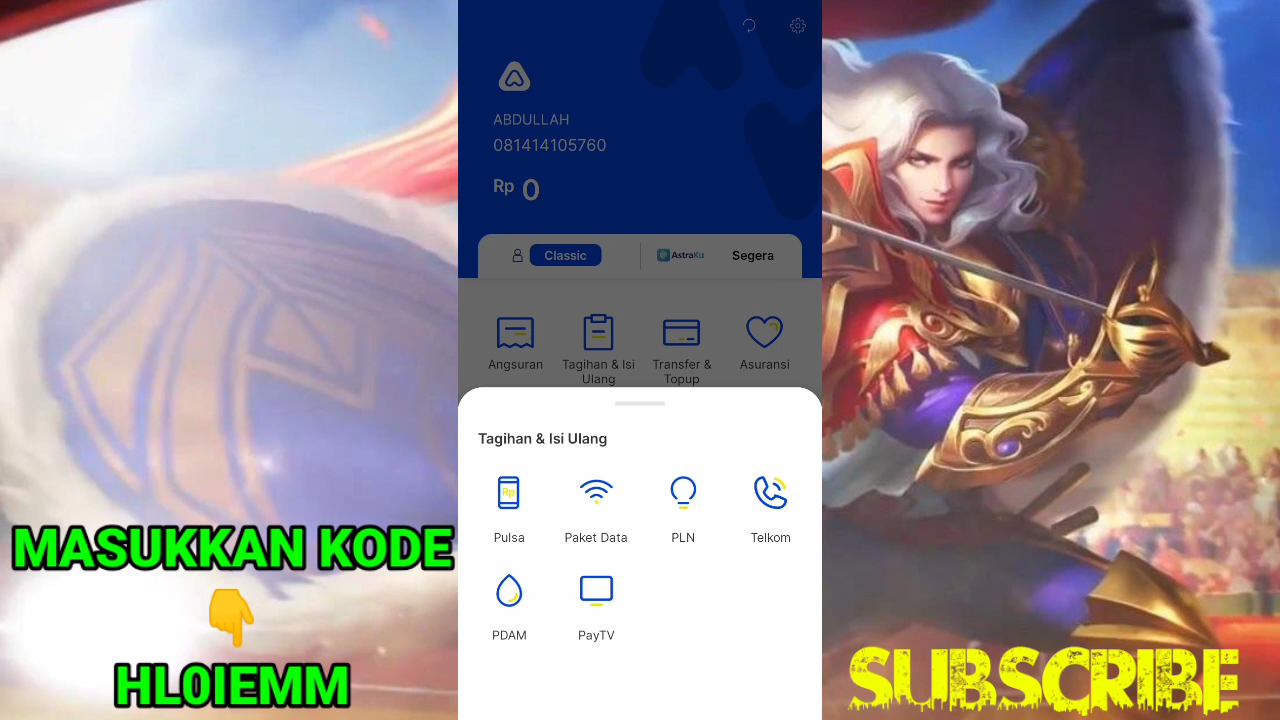 MASUKKAN KODE
👇
HL0IEMM
ABDULLAH
081414105760
Rp 0
Classic
AstraKu
Segera
Angsuran
Tagihan & Isi
Ulang
Transfer &
Topup
Asuransi
Tagihan & Isi Ulang
Rp
Pulsa
Paket Data
PLN
Telkom
PDAM
PayTV
SUBSCRIBE